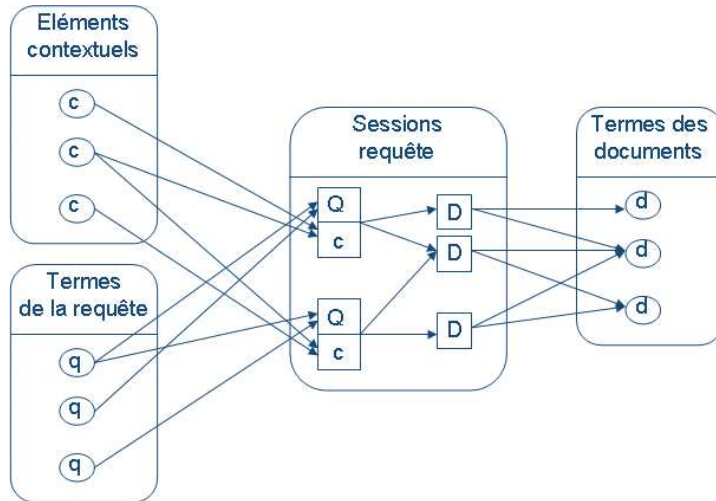 Eléments
contextuels
c
c
c
Termes
de la requête
q
q
q
Sessions
requête
Q
c
Q
c
D
D
D
Termes des
documents
d
d
d